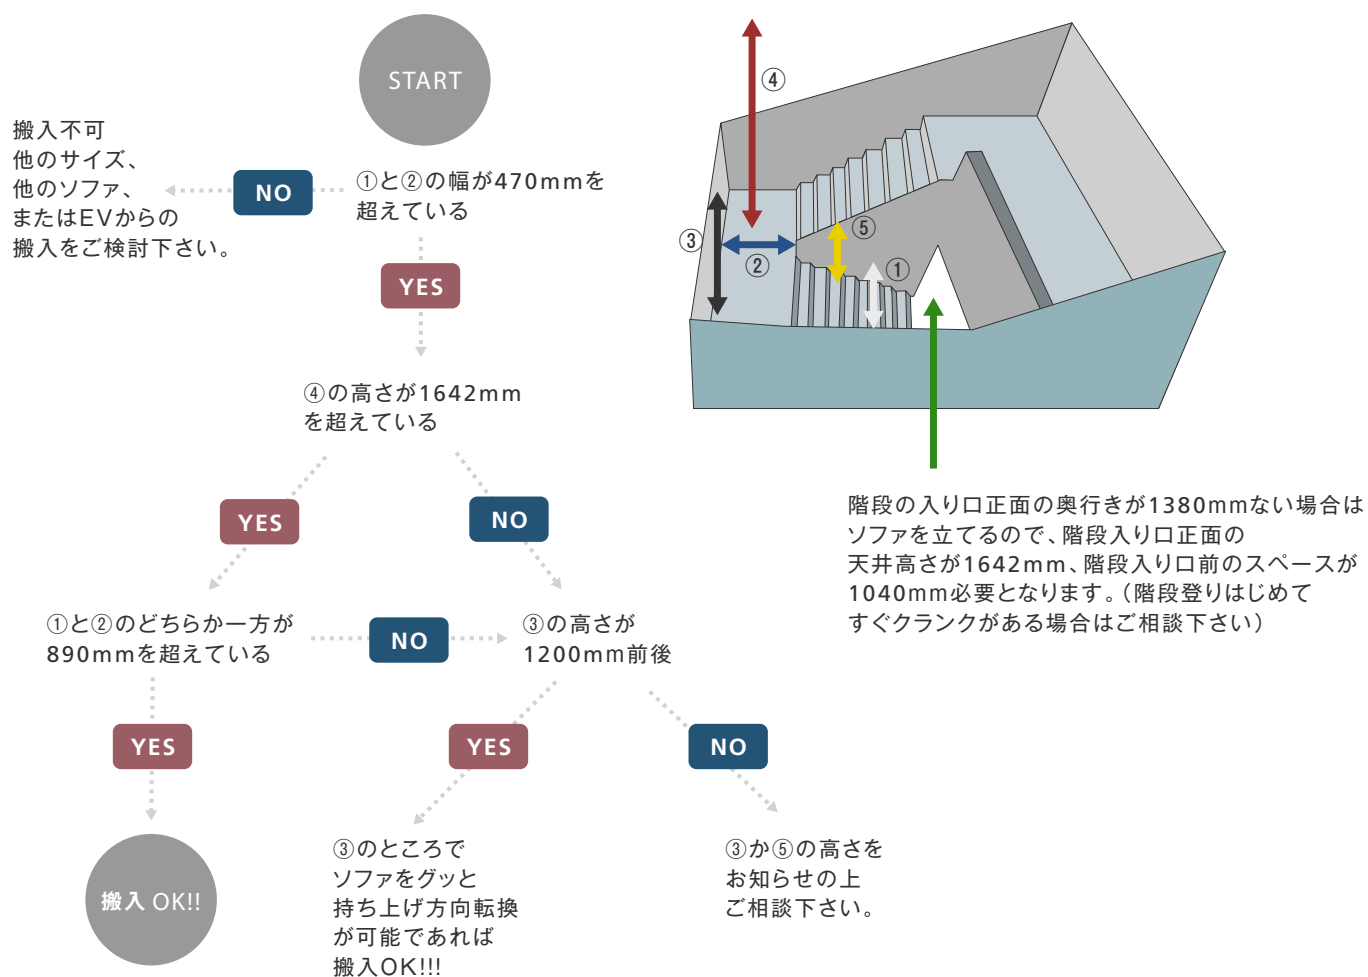 START
搬入不可
他のサイズ、
他のソファ、
またはEVからの
搬入をご検討下さい。
NO
①と②の幅が470mmを
超えている
YES
④の高さが1642mm
を超えている
YES
NO
①と②のどちらか一方が
890mmを超えている
NO
③の高さが
1200mm前後
YES
YES
NO
搬入 OK!!
③のところで
ソファをグッと
持ち上げ方向転換
が可能であれば
搬入OK!!!
③か⑤の高さを
お知らせの上
ご相談下さい。
④
③
②
⑤
①
階段の入り口正面の奥行きが1380mmない場合は
ソファを立てるので、階段入り口正面の
天井高さが1642mm、階段入り口前のスペースが
1040mm必要となります。（階段登りはじめて
すぐクランクがある場合はご相談下さい）